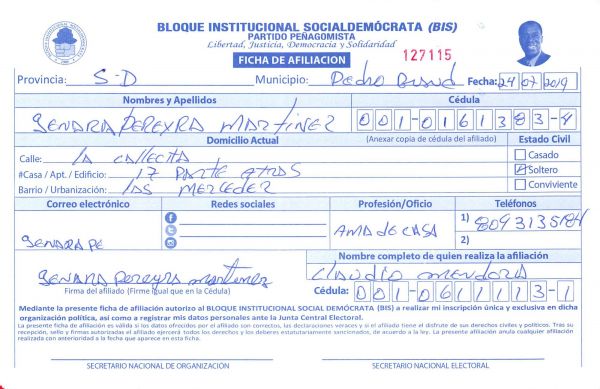 BLOQUE INSTITUCIONAL SOCIALDEMÓCRATA (BIS)
PARTIDO PEÑAGOMISTA
Libertad, Justicia, Democracia y Solidaridad
FICHA DE AFILIACION
127115
Provincia: S-D Municipio: Pedro Brand Fecha: 24/07/2019
Nombres y Apellidos Cédula
SENARA PEREYRA MARTINEZ 001-0161383-4
Domicilio Actual (Anexar copia de cédula del afiliado) Estado Civil
Calle: la callecita Casado
#Casa / Apt. / Edificio: 17 PARTE ATRAS Soltero
Barrio / Urbanización: LAS MERCEDES Conviviente
Correo electrónico Redes sociales Profesión/Oficio Teléfonos
1) 8093135184
SENARA PE AMA de CASA 2)
Nombre completo de quien realiza la afiliación
Senara pereyra martinez Claudio mendoza
Firma del afiliado (Firme igual que en la Cédula) Cédula: 001-0611113-1
Mediante la presente ficha de afiliación autorizo al BLOQUE INSTITUCIONAL SOCIAL DEMÓCRATA (BIS) a realizar mi inscripción única y exclusiva en dicha
organización política, así como a registrar mis datos personales ante la Junta Central Electoral.
La presente ficha de afiliación es válida si los datos ofrecidos por el afiliado son correctos, las declaraciones veraces y si el afiliado tiene el disfrute de sus derechos civiles y políticos. Tras su
recepción, sello y firmas autorizadas el afiliado ejercerá todos los derechos y los deberes estatutariamente sancionados, de acuerdo a la ley. La presente afiliación anula cualquier afiliación
realizada con anterioridad a la fecha que aparece en esta ficha.
SECRETARIO NACIONAL DE ORGANIZACIÓN SECRETARIO NACIONAL ELECTORAL